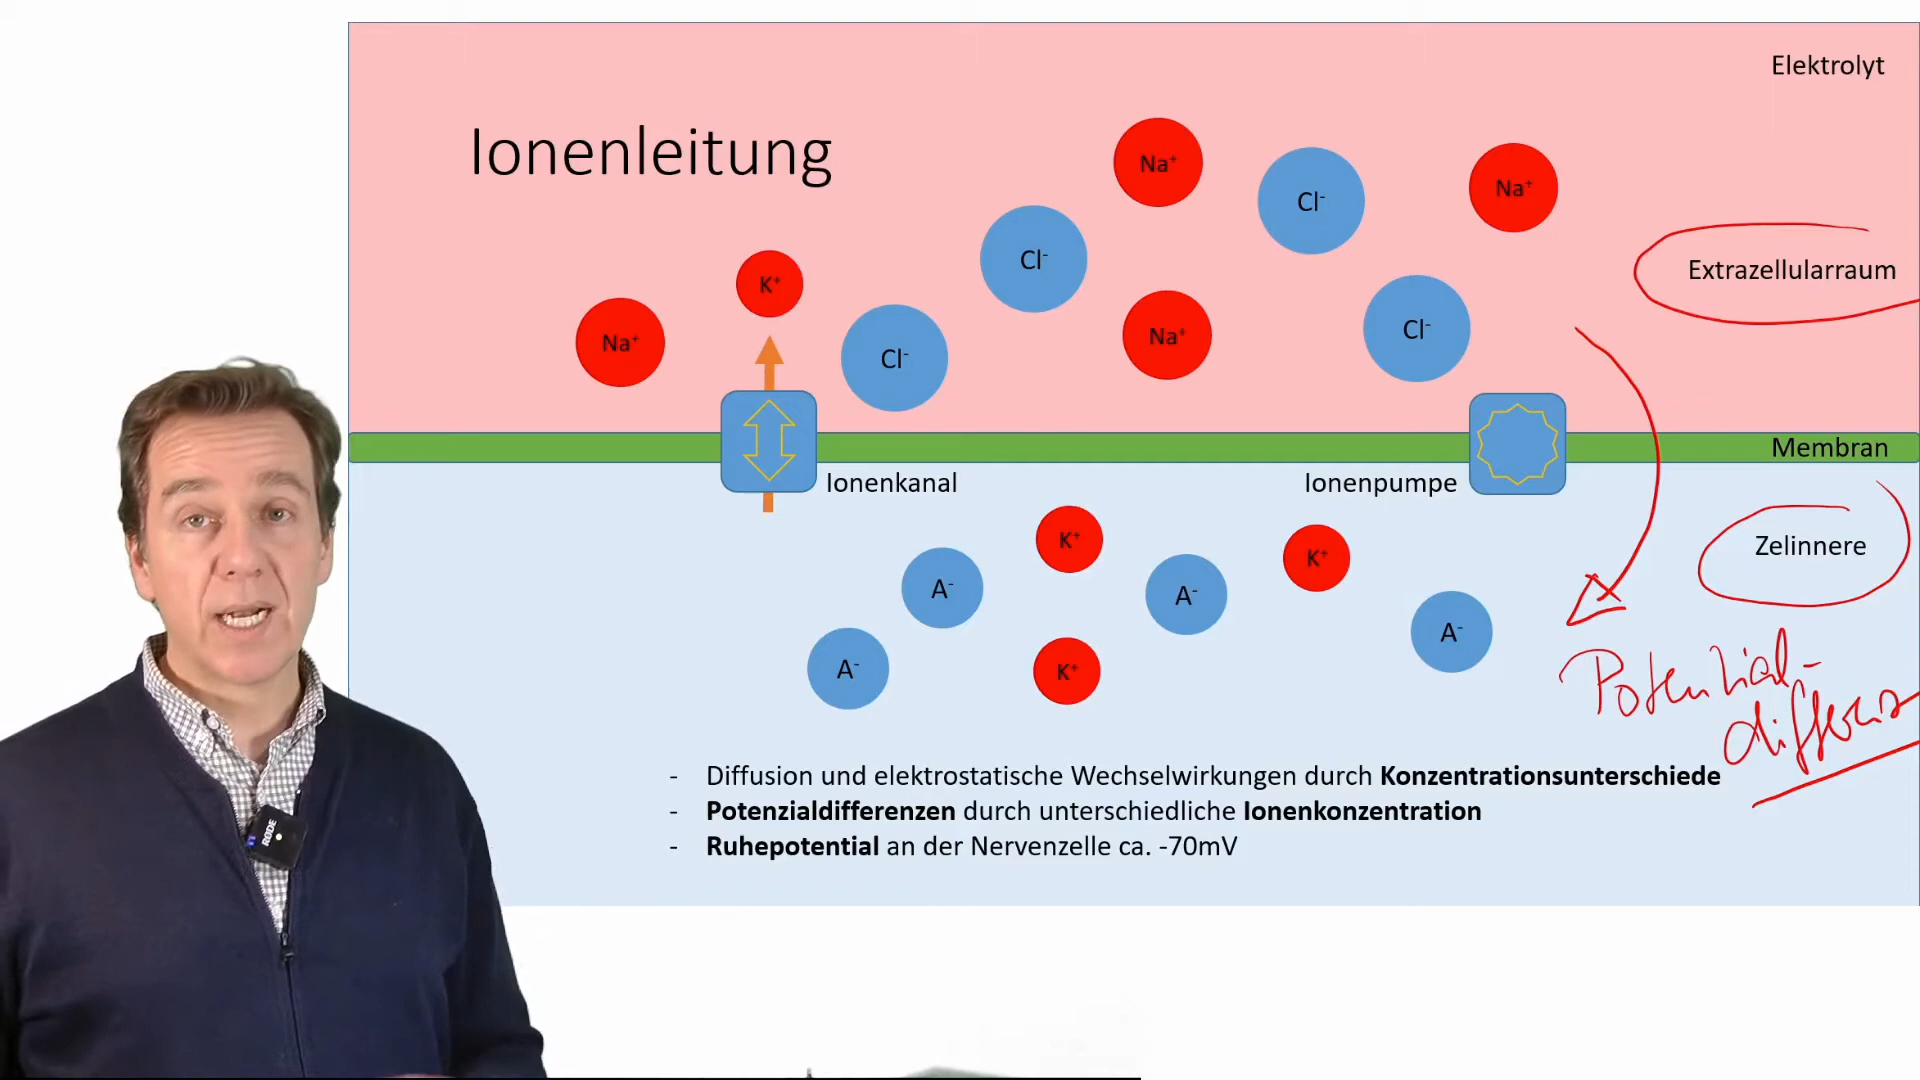 Elektrolyt
Ionenleitung
Na⁺
Cl⁻
Na⁺
Cl⁻
K⁺
Extrazellularraum
Na⁺
Cl⁻
Na⁺
Cl⁻
Membran
Ionenkanal
Ionenpumpe
K⁺
K⁺
Zelinnere
A⁻
A⁻
A⁻
A⁻
K⁺
Potenzial-
differenz
- Diffusion und elektrostatische Wechselwirkungen durch Konzentrationsunterschiede
- Potenzialdifferenzen durch unterschiedliche Ionenkonzentration
- Ruhepotential an der Nervenzelle ca. -70mV
RØDE